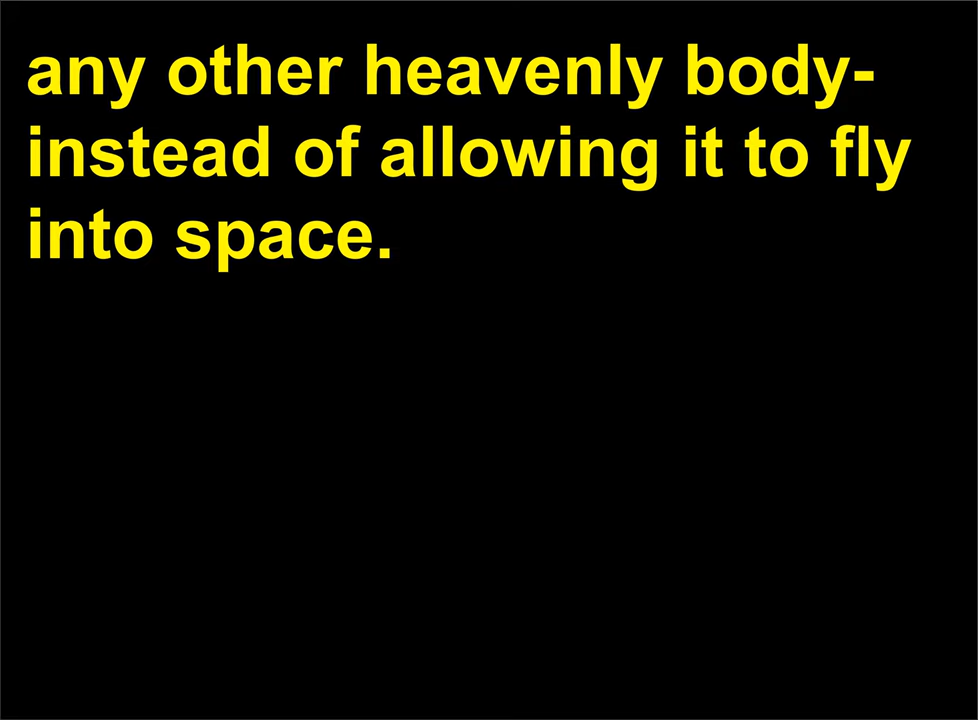 any other heavenly body-
instead of allowing it to fly
into space.